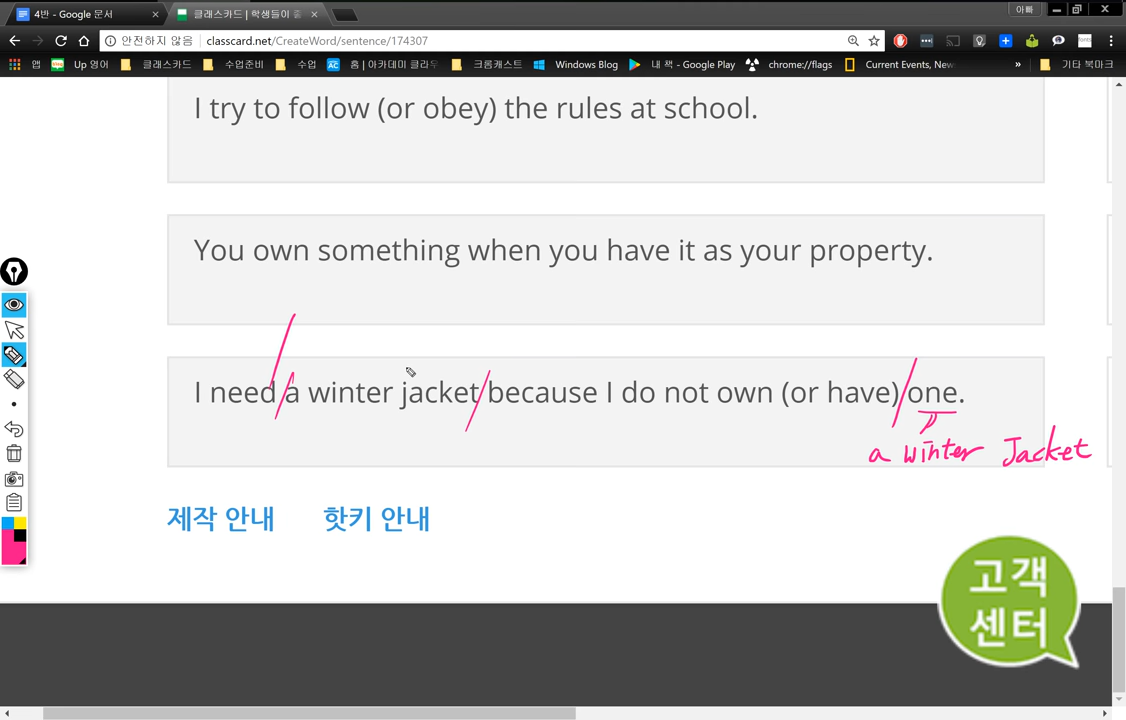 4반 - Google 문서
클래스카드 | 학생들이 좋
아빠
안전하지 않음 classcard.net/CreateWord/sentence/174307
앱 Up 영어 클래스카드 수업준비 수업 홈 | 아카데미 클라우 크롬캐스트 Windows Blog 내 책 - Google Play chrome://flags Current Events, New » 기타 북마크
I try to follow (or obey) the rules at school.
You own something when you have it as your property.
I need a winter jacket because I do not own (or have) one.
a winter Jacket
제작 안내 핫키 안내
고객
센터